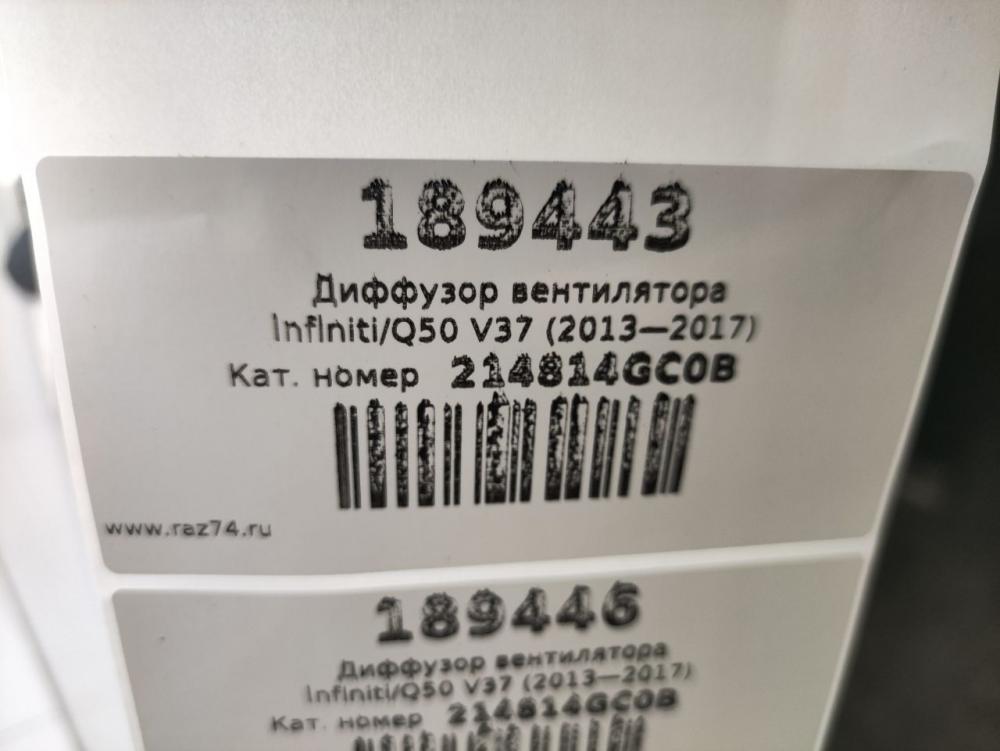 189443
Диффузор вентилятора
Infiniti/Q50 V37 (2013—2017)
Кат. номер 214814GC0B
www.raz74.ru
189446
Диффузор вентилятора
Infiniti/Q50 V37 (2013—2017)
Кат. номер 214814GC0B